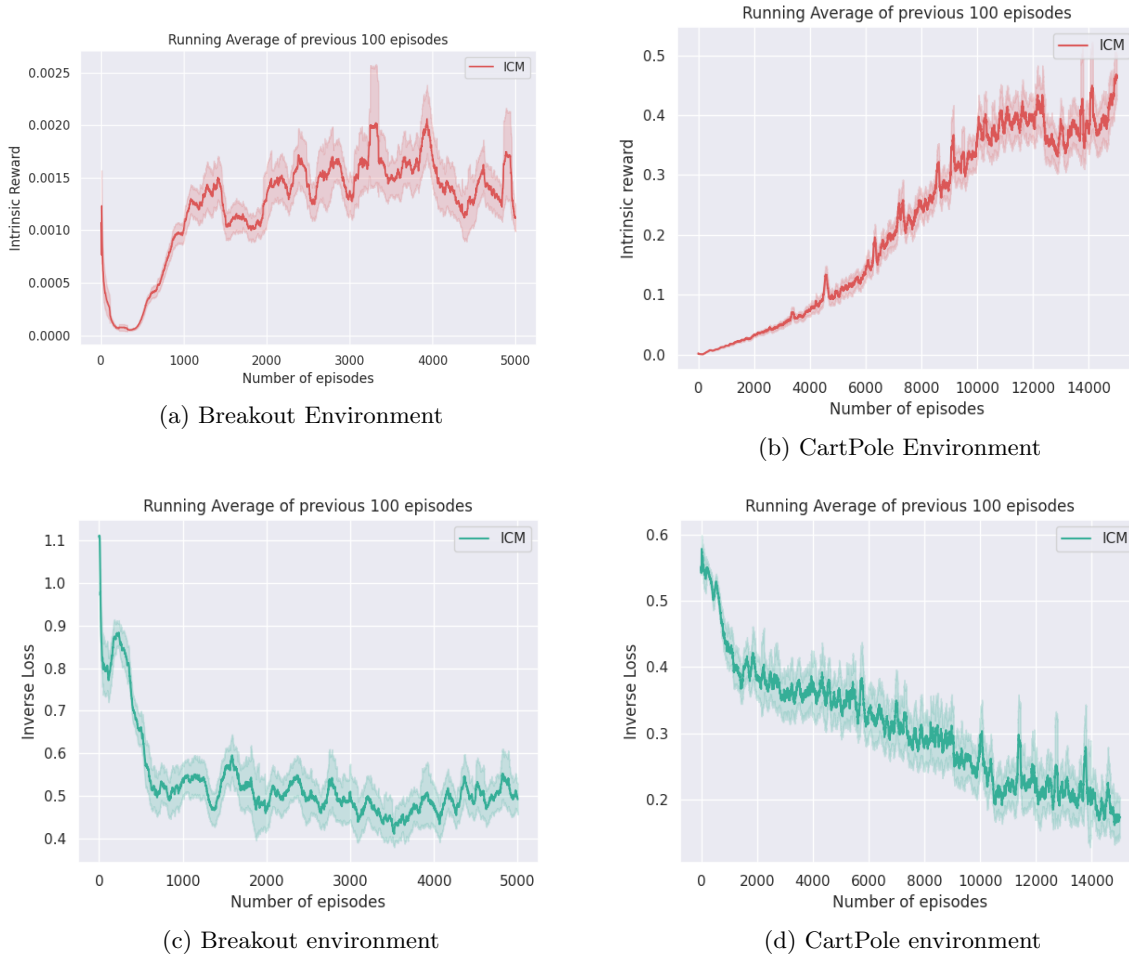 Running Average of previous 100 episodes
ICM
Intrinsic Reward
0.0025
0.0020
0.0015
0.0010
0.0005
0.0000
0 1000 2000 3000 4000 5000
Number of episodes
(a) Breakout Environment
Running Average of previous 100 episodes
ICM
Intrinsic reward
0.5
0.4
0.3
0.2
0.1
0.0
0 2000 4000 6000 8000 10000 12000 14000
Number of episodes
(b) CartPole Environment
Running Average of previous 100 episodes
ICM
Inverse Loss
1.1
1.0
0.9
0.8
0.7
0.6
0.5
0.4
0 1000 2000 3000 4000 5000
Number of episodes
(c) Breakout environment
Running Average of previous 100 episodes
ICM
Inverse Loss
0.6
0.5
0.4
0.3
0.2
0 2000 4000 6000 8000 10000 12000 14000
Number of episodes
(d) CartPole environment